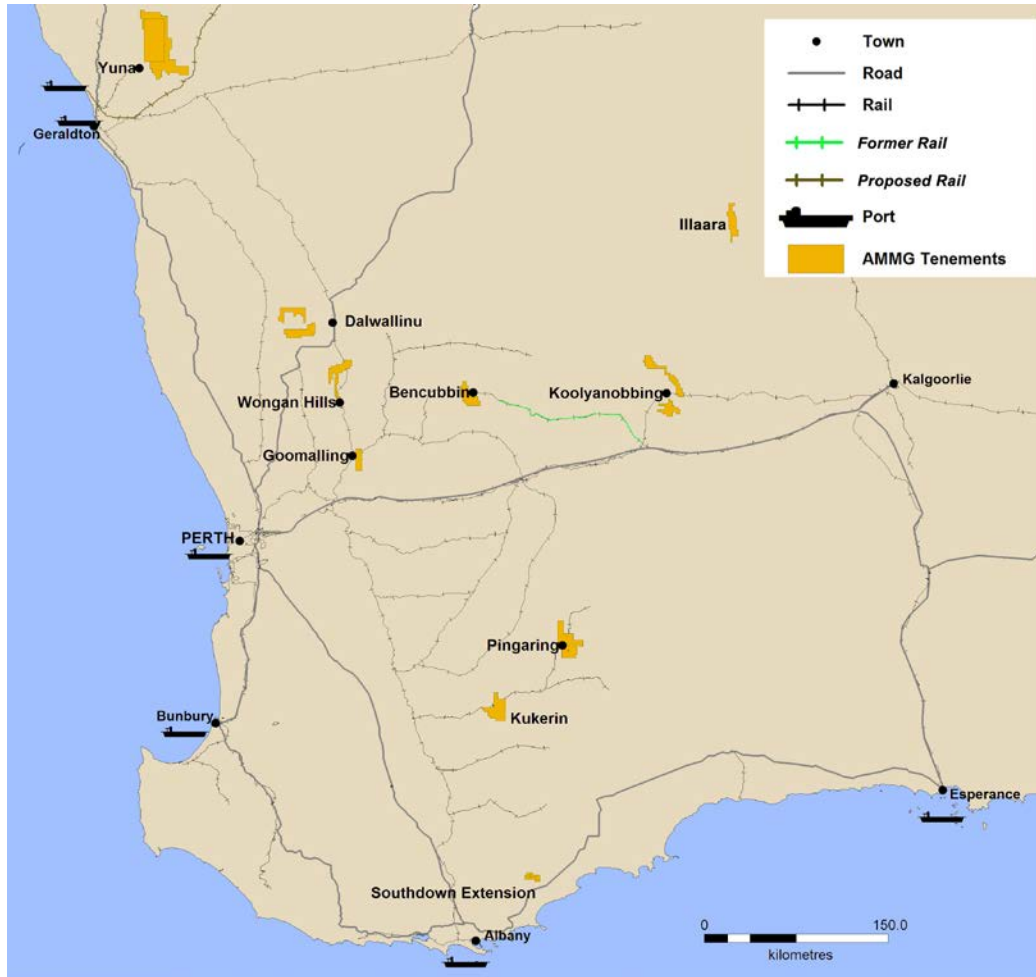 Town
Road
Rail
Former Rail
Proposed Rail
Port
AMMG Tenements
Yuna
Geraldton
Illaara
Dalwallinu
Bencubbin
Koolyanobbing
Kalgoorlie
Wongan Hills
Goomalling
PERTH
Pingaring
Kukerin
Bunbury
Esperance
Southdown Extension
Albany
0 150.0
kilometres